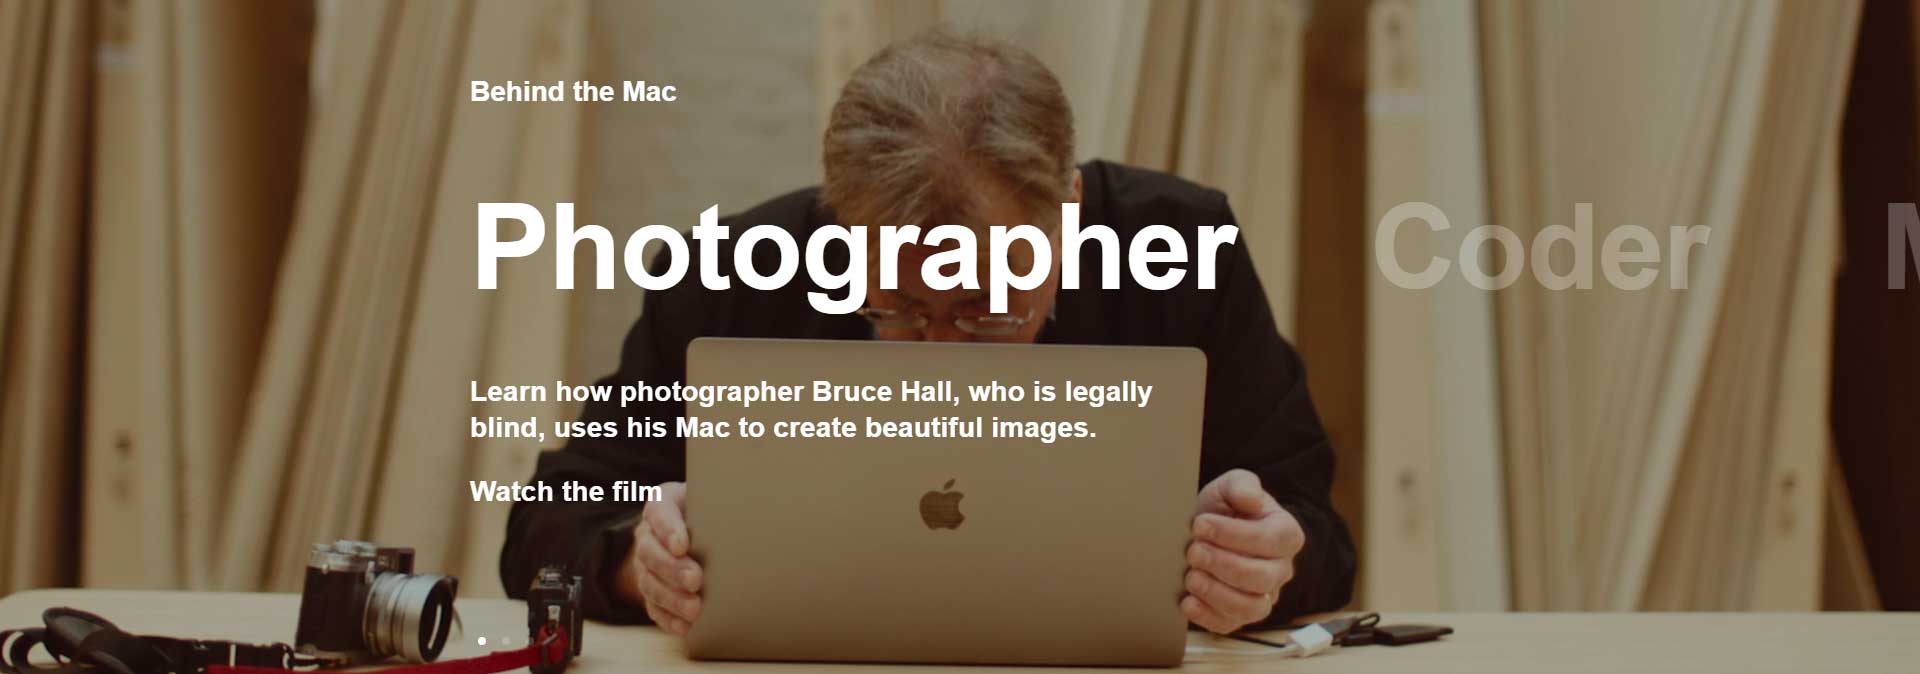 Behind the Mac
Photographer Coder
Learn how photographer Bruce Hall, who is legally
blind, uses his Mac to create beautiful images.
Watch the film